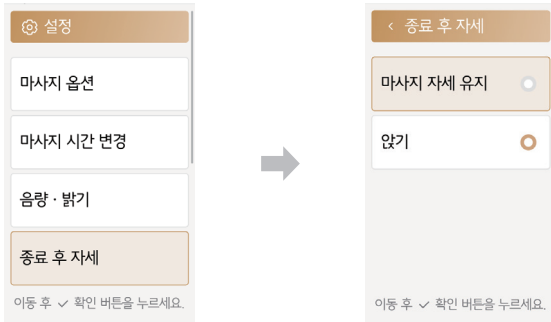 설정
마사지 옵션
마사지 시간 변경
음량 · 밝기
종료 후 자세
이동 후 ✓ 확인 버튼을 누르세요.
< 종료 후 자세
마사지 자세 유지
앉기
이동 후 ✓ 확인 버튼을 누르세요.